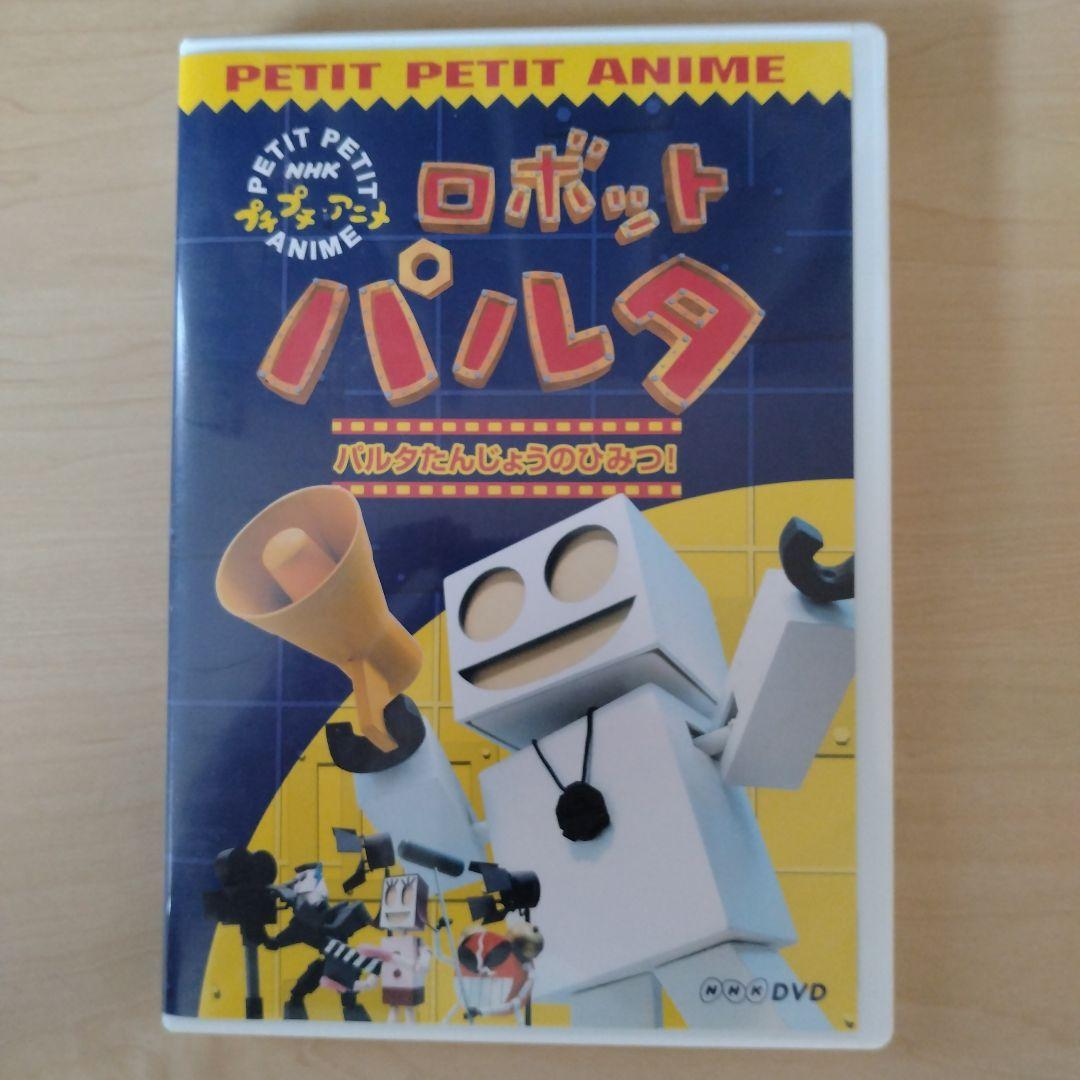 PETIT PETIT ANIME
PETIT PETIT
NHK
プチプチ・アニメ
ANIME
ロボット
パルタ
パルタたんじょうのひみつ!
NHK DVD